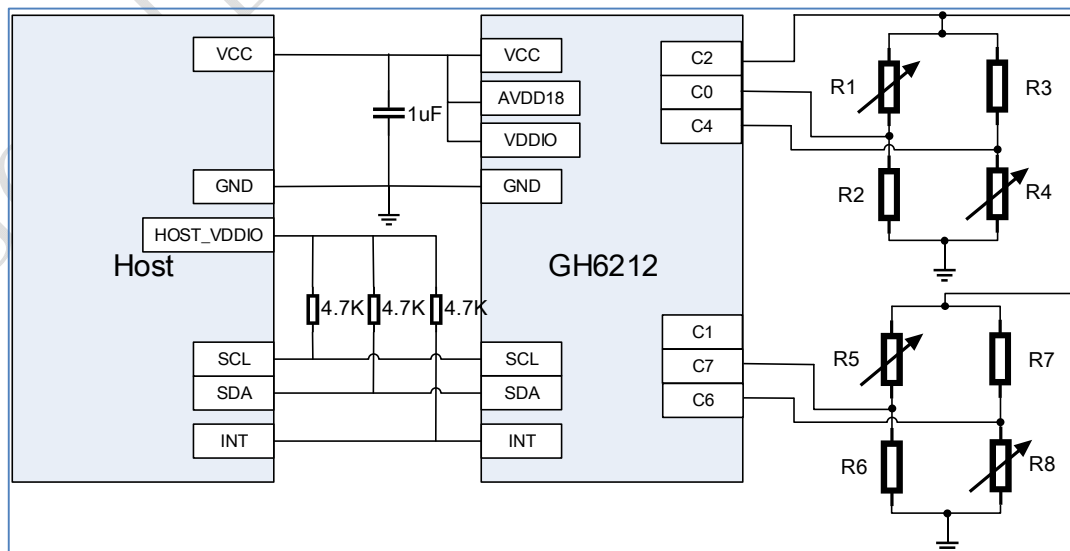 VCC
GND
HOST_VDDIO
Host
SCL
SDA
INT
1uF
4.7K
4.7K
4.7K
VCC
AVDD18
VDDIO
GND
GH6212
SCL
SDA
INT
C2
C0
C4
C1
C7
C6
R1
R3
R2
R4
R5
R7
R6
R8